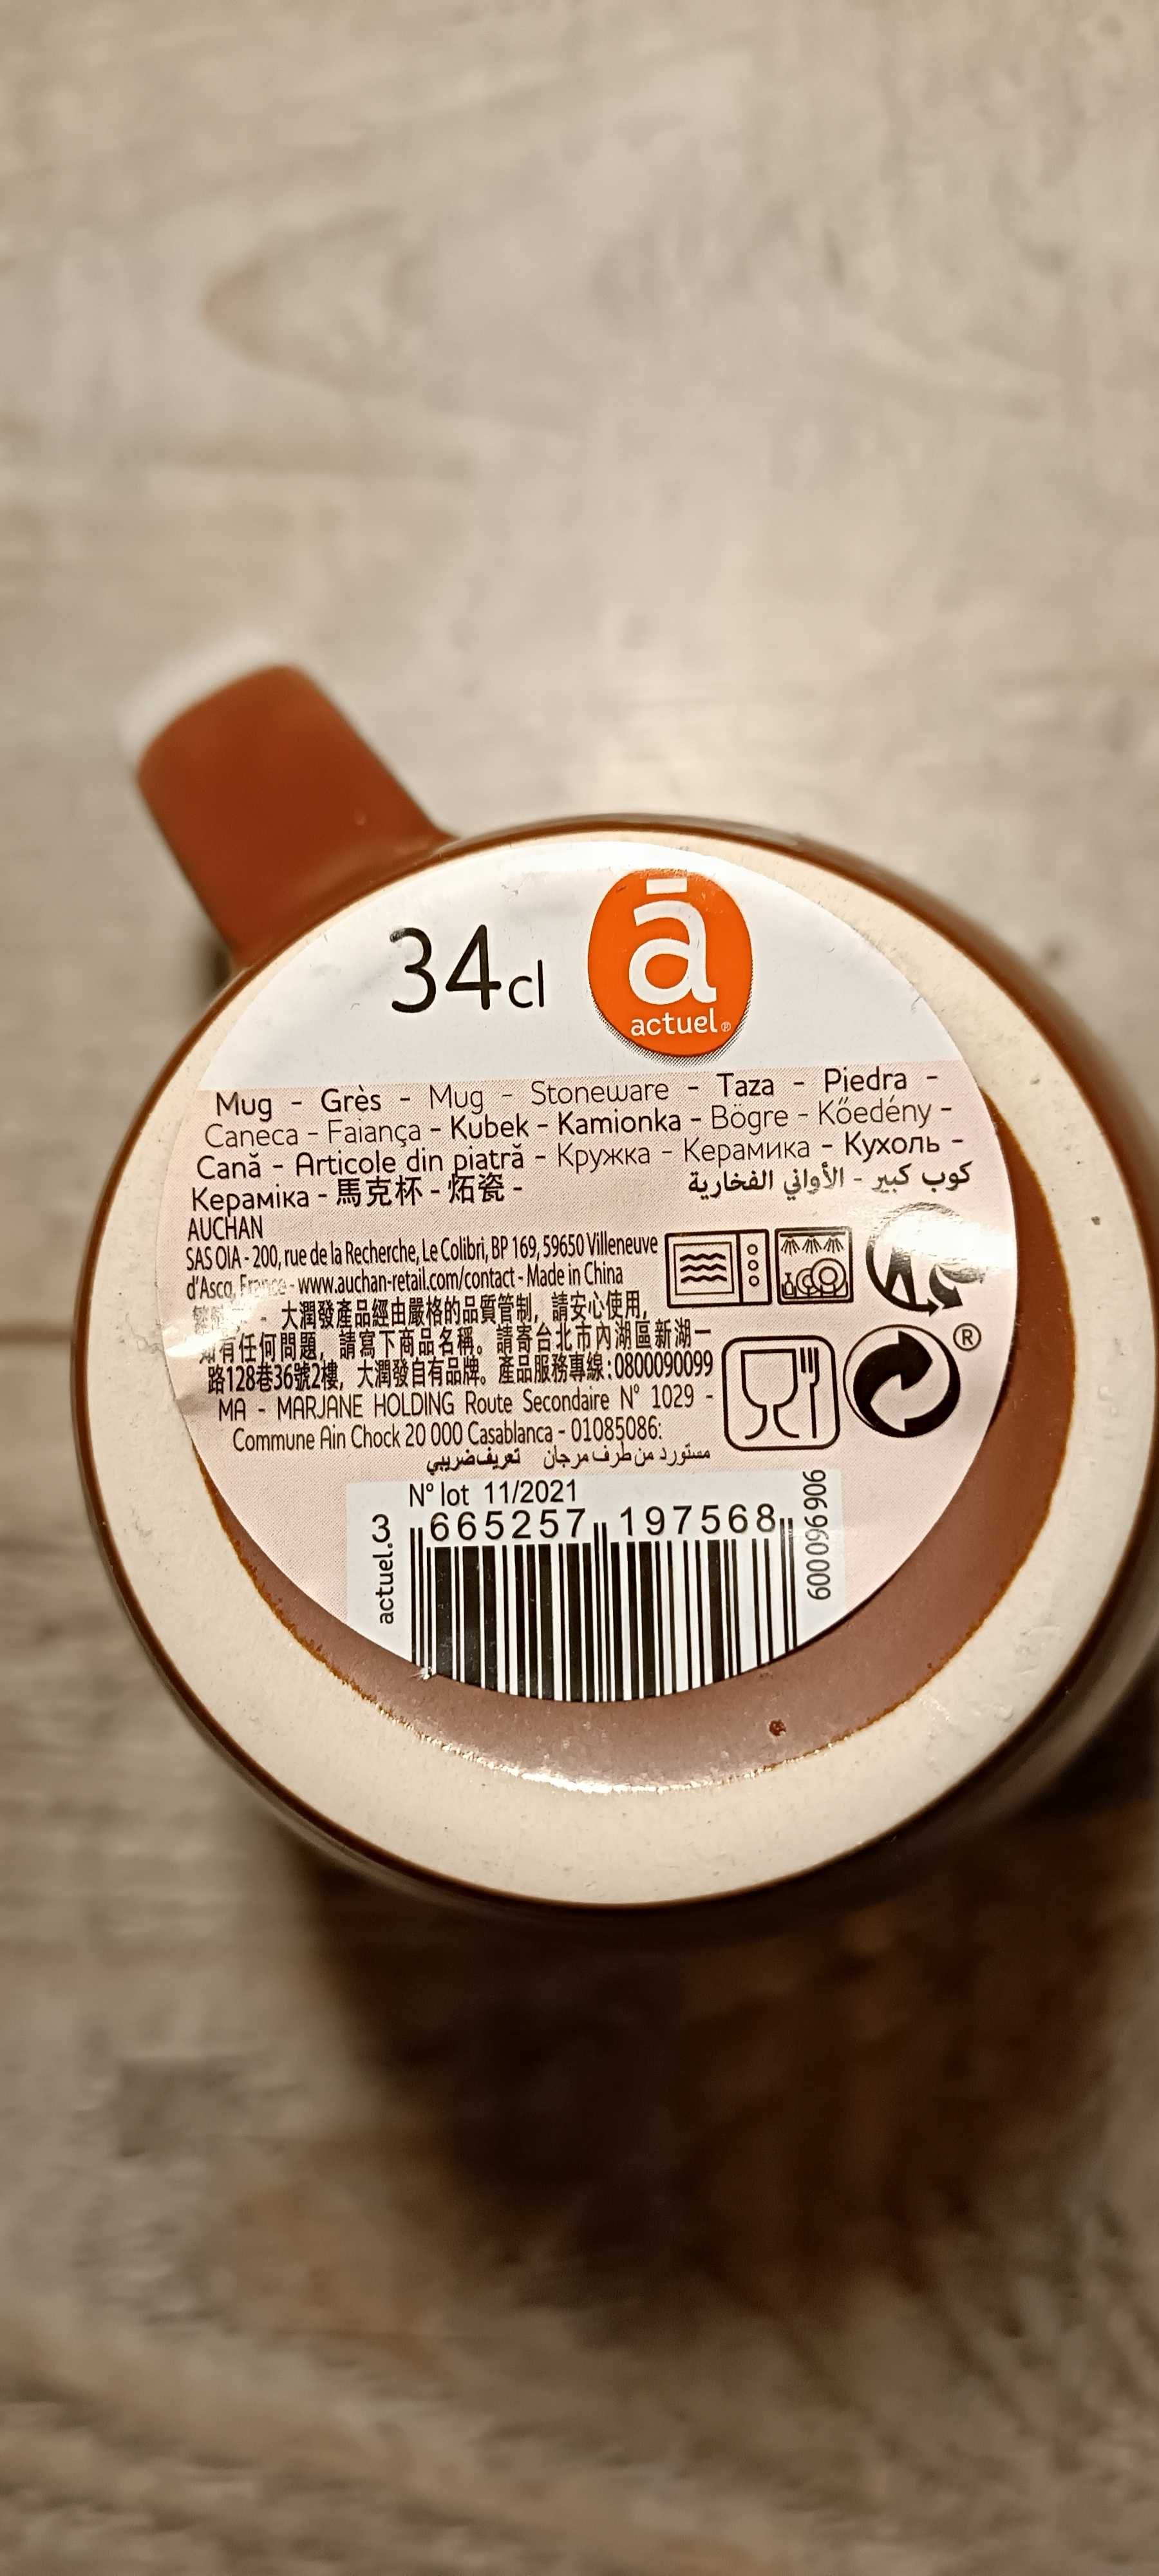 34cl
ā
actuel®
Mug - Grès - Mug - Stoneware - Taza - Piedra -
Caneca - Faiança - Kubek - Kamionka - Bögre - Kőedény -
Cană - Articole din piatră - Кружка - Керамика - Кухоль -
Кераміка - 馬克杯 - 炻瓷 - كوب كبير - الأواني الفخارية
AUCHAN
SAS OIA - 200, rue de la Recherche, Le Colibri, BP 169, 59650 Villeneuve
d'Ascq, France - www.auchan-retail.com/contact - Made in China
- 大潤發產品經由嚴格的品質管制，請安心使用，
如有任何問題，請寫下商品名稱。請寄台北市內湖區新湖一
路128巷36號2樓，大潤發自有品牌。產品服務專線:0800090099
MA - MARJANE HOLDING Route Secondaire N° 1029 -
Commune Ain Chock 20 000 Casablanca - 01085086:
مستورد من طرف مرجان تعريف ضريبي
®
N° lot 11/2021
3 665257 197568
actuel.
600096906